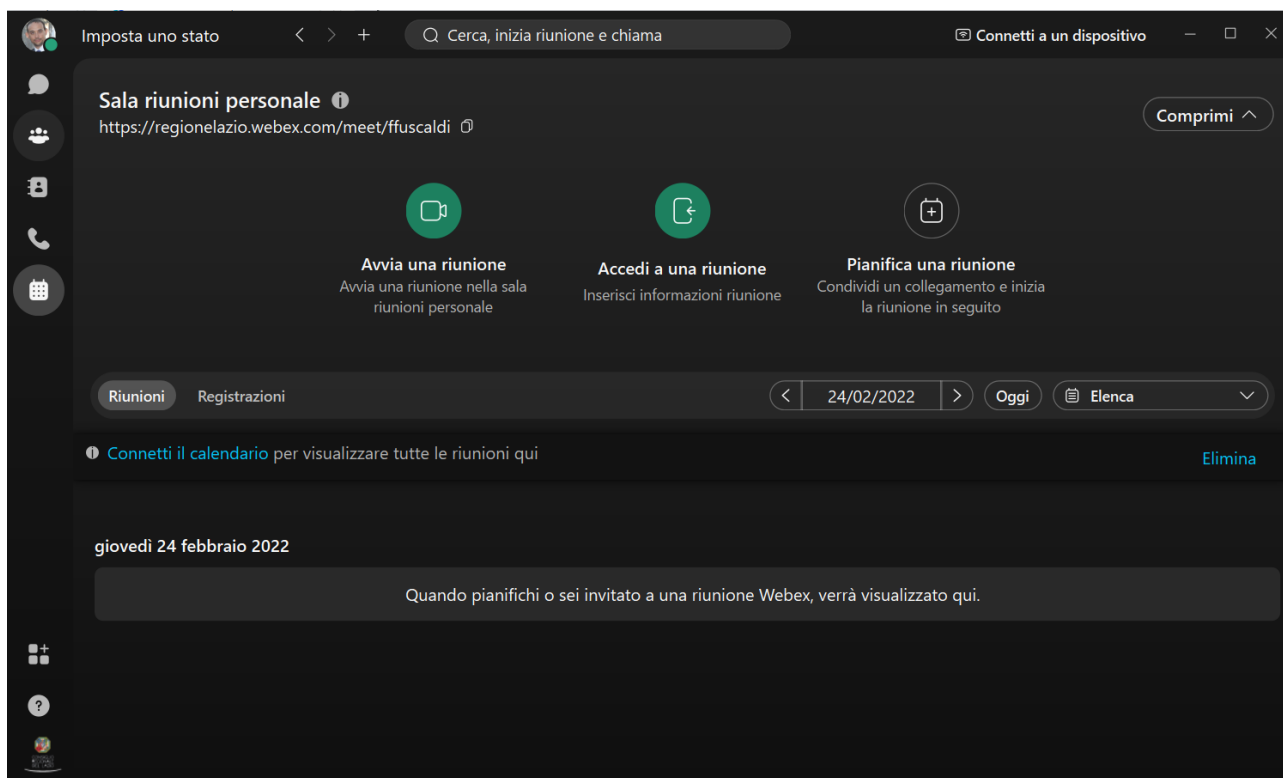 Imposta uno stato
Cerca, inizia riunione e chiama
Connetti a un dispositivo
Sala riunioni personale
https://regionelazio.webex.com/meet/ffuscaldi
Comprimi
Avvia una riunione
Avvia una riunione nella sala
riunioni personale
Accedi a una riunione
Inserisci informazioni riunione
Pianifica una riunione
Condividi un collegamento e inizia
la riunione in seguito
Riunioni
Registrazioni
24/02/2022
Oggi
Elenca
Connetti il calendario per visualizzare tutte le riunioni qui
Elimina
giovedì 24 febbraio 2022
Quando pianifichi o sei invitato a una riunione Webex, verrà visualizzato qui.